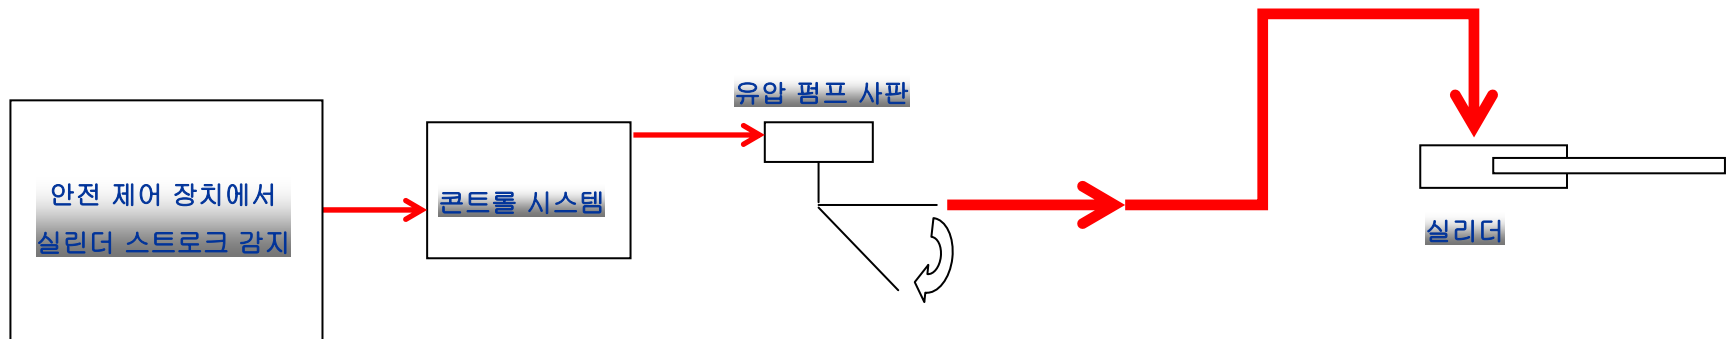 유압 펌프 사판
안전 제어 장치에서
실린더 스트로크 감지
콘트롤 시스템
실리더